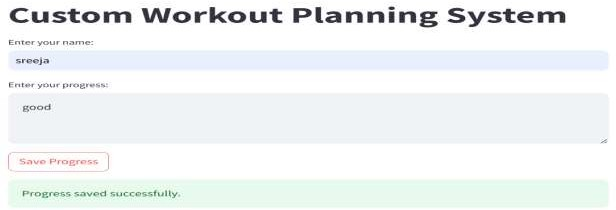 Custom Workout Planning System
Enter your name:
sreeja
Enter your progress:
good
Save Progress
Progress saved successfully.